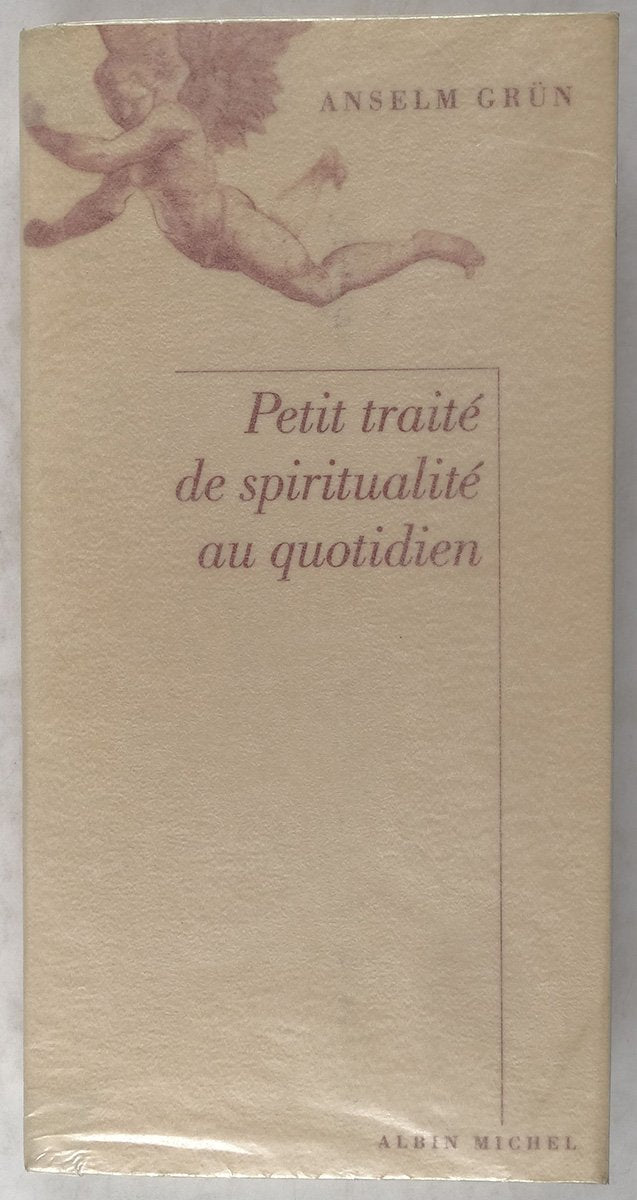 ANSELM GRÜN
Petit traité
de spiritualité
au quotidien
ALBIN MICHEL